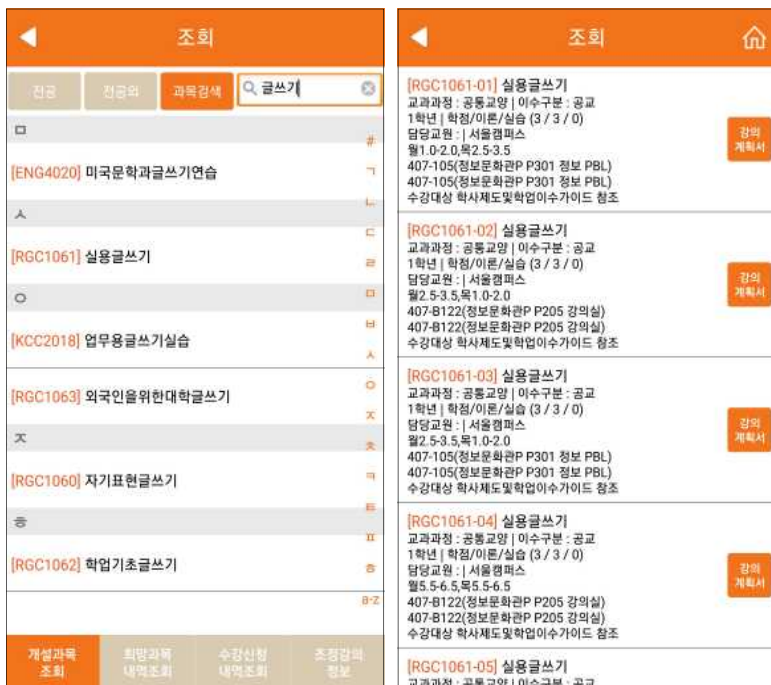 조회
전공
전공외
과목검색
글쓰기
ㅁ
[ENG4020] 미국문학과글쓰기연습
ㅅ
[RGC1061] 실용글쓰기
ㅇ
[KCC2018] 업무용글쓰기실습
[RGC1063] 외국인을위한대학글쓰기
ㅈ
[RGC1060] 자기표현글쓰기
ㅎ
[RGC1062] 학업기초글쓰기
#
ㄱ
ㄴ
ㄷ
ㄹ
ㅁ
ㅂ
ㅅ
ㅇ
ㅈ
ㅊ
ㅋ
ㅌ
ㅍ
ㅎ
a-z
개설과목
조회
희망과목
내역조회
수강신청
내역조회
초정강의
정보
조회
[RGC1061-01] 실용글쓰기
교과과정 : 공통교양 | 이수구분 : 공교
1학년 | 학점/이론/실습 (3 / 3 / 0)
담당교원 : | 서울캠퍼스
월1.0-2.0,목2.5-3.5
407-105(정보문화관P P301 정보 PBL)
407-105(정보문화관P P301 정보 PBL)
수강대상 학사제도및학업이수가이드 참조
강의
계획서
[RGC1061-02] 실용글쓰기
교과과정 : 공통교양 | 이수구분 : 공교
1학년 | 학점/이론/실습 (3 / 3 / 0)
담당교원 : | 서울캠퍼스
월2.5-3.5,목1.0-2.0
407-B122(정보문화관P P205 강의실)
407-B122(정보문화관P P205 강의실)
수강대상 학사제도및학업이수가이드 참조
강의
계획서
[RGC1061-03] 실용글쓰기
교과과정 : 공통교양 | 이수구분 : 공교
1학년 | 학점/이론/실습 (3 / 3 / 0)
담당교원 : | 서울캠퍼스
월2.5-3.5,목1.0-2.0
407-105(정보문화관P P301 정보 PBL)
407-105(정보문화관P P301 정보 PBL)
수강대상 학사제도및학업이수가이드 참조
강의
계획서
[RGC1061-04] 실용글쓰기
교과과정 : 공통교양 | 이수구분 : 공교
1학년 | 학점/이론/실습 (3 / 3 / 0)
담당교원 : | 서울캠퍼스
월5.5-6.5,목5.5-6.5
407-B122(정보문화관P P205 강의실)
407-B122(정보문화관P P205 강의실)
수강대상 학사제도및학업이수가이드 참조
강의
계획서
[RGC1061-05] 실용글쓰기
교과과정 : 공통교양 | 이수구분 : 공교